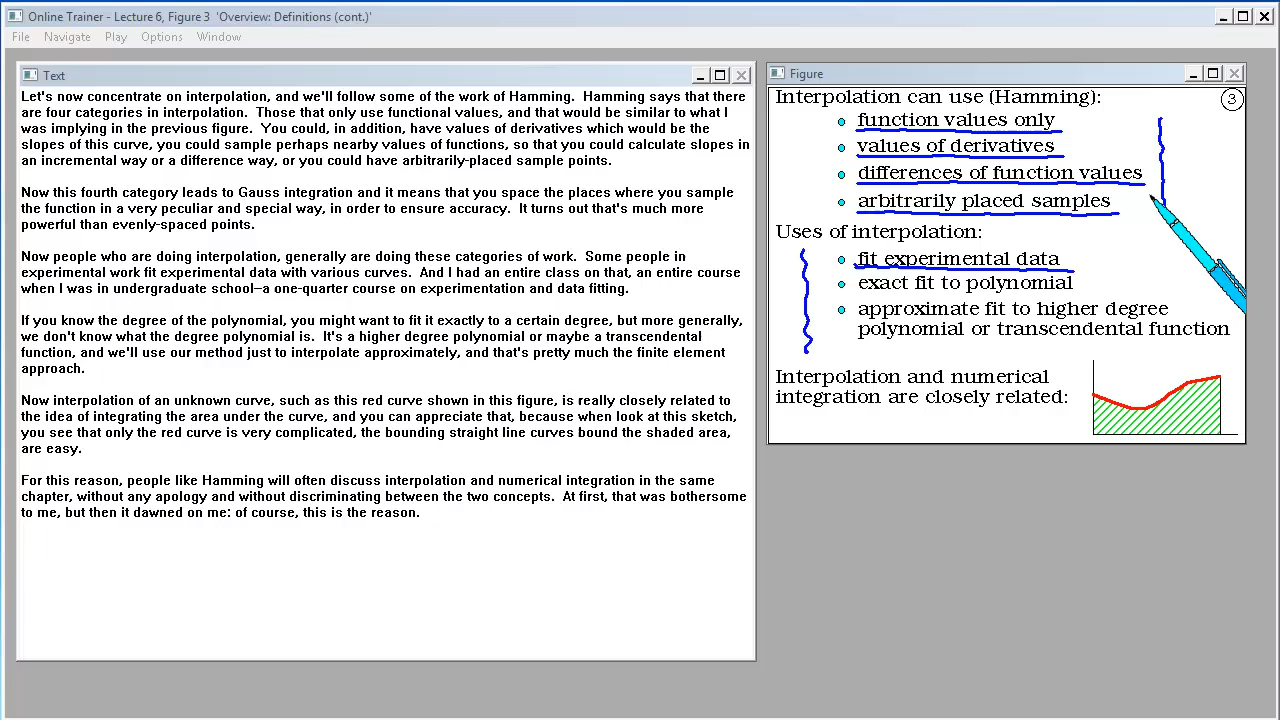 Online Trainer - Lecture 6, Figure 3 'Overview: Definitions (cont.)'
File Navigate Play Options Window
Text
Let's now concentrate on interpolation, and we'll follow some of the work of Hamming. Hamming says that there
are four categories in interpolation. Those that only use functional values, and that would be similar to what I
was implying in the previous figure. You could, in addition, have values of derivatives which would be the
slopes of this curve, you could sample perhaps nearby values of functions, so that you could calculate slopes in
an incremental way or a difference way, or you could have arbitrarily-placed sample points.
Now this fourth category leads to Gauss integration and it means that you space the places where you sample
the function in a very peculiar and special way, in order to ensure accuracy. It turns out that's much more
powerful than evenly-spaced points.
Now people who are doing interpolation, generally are doing these categories of work. Some people in
experimental work fit experimental data with various curves. And I had an entire class on that, an entire course
when I was in undergraduate school–a one-quarter course on experimentation and data fitting.
If you know the degree of the polynomial, you might want to fit it exactly to a certain degree, but more generally,
we don't know what the degree polynomial is. It's a higher degree polynomial or maybe a transcendental
function, and we'll use our method just to interpolate approximately, and that's pretty much the finite element
approach.
Now interpolation of an unknown curve, such as this red curve shown in this figure, is really closely related to
the idea of integrating the area under the curve, and you can appreciate that, because when look at this sketch,
you see that only the red curve is very complicated, the bounding straight line curves bound the shaded area,
are easy.
For this reason, people like Hamming will often discuss interpolation and numerical integration in the same
chapter, without any apology and without discriminating between the two concepts. At first, that was bothersome
to me, but then it dawned on me: of course, this is the reason.
Figure
Interpolation can use (Hamming):
3
function values only
values of derivatives
differences of function values
arbitrarily placed samples
Uses of interpolation:
fit experimental data
exact fit to polynomial
approximate fit to higher degree
polynomial or transcendental function
Interpolation and numerical
integration are closely related: